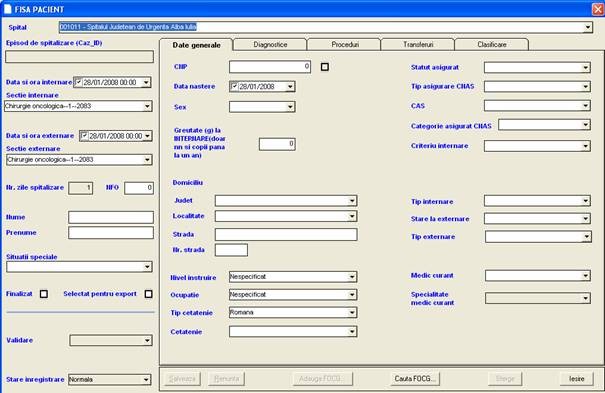 FISA PACIENT
Spital
001011 - Spitalul Judetean de Urgenta Alba Iulia
Episod de spitalizare (Caz_ID)
Data si ora internare
28/01/2008 00:00
Sectie internare
Chirurgie oncologica--1--2083
Data si ora externare
28/01/2008 00:00
Sectie externare
Chirurgie oncologica--1--2083
Nr. zile spitalizare
1
NFO
0
Nume
Prenume
Situatii speciale
Finalizat
Selectat pentru export
Validare
Stare inregistrare
Normala
Date generale
Diagnostice
Proceduri
Transferuri
Clasificare
CNP
0
Data nastere
28/01/2008
Sex
Greutate (g) la
INTERNARE(doar
nn si copii pana
la un an)
0
Domiciliu
Judet
Localitate
Strada
Nr. strada
Nivel instruire
Nespecificat
Ocupatie
Nespecificat
Tip cetatenie
Romana
Cetatenie
Statut asigurat
Tip asigurare CNAS
CAS
Categorie asigurat CNAS
Criteriu internare
Tip internare
Stare la externare
Tip externare
Medic curant
Specialitate
medic curant
Salveaza
Renunta
Adauga FOCG...
Cauta FOCG...
Sterge
Iesire